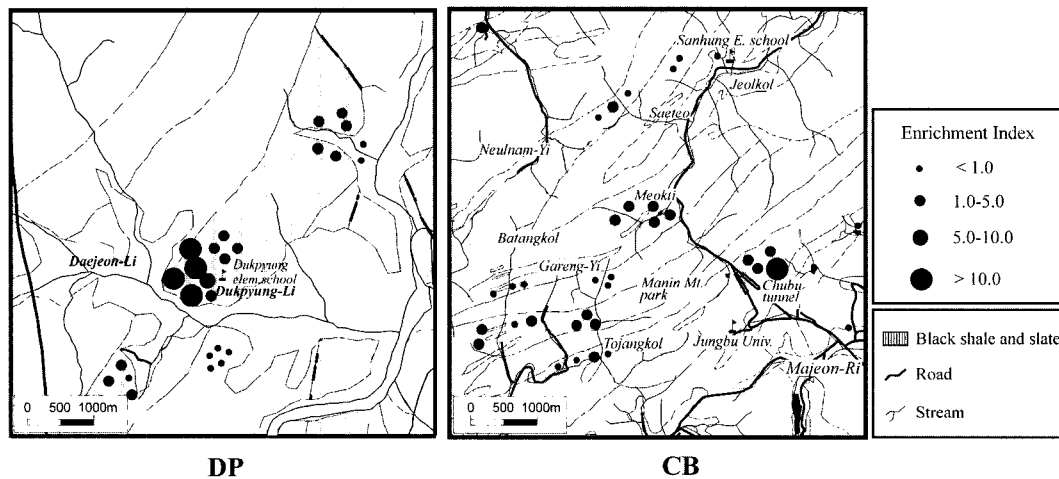 Daejeon-Li
Dukpyung
elem.school
Dukpyung-Li
0 500 1000m
DP
Sanhung E. school
Jeolkol
Saeteo
Neulnam-Yi
Meokti
Batangkol
Gareng-Yi
Manin Mt.
park
Chubu
tunnel
Tojangkol
Jungbu Univ.
Majeon-Ri
0 500 1000m
CB
Enrichment Index
< 1.0
1.0-5.0
5.0-10.0
> 10.0
Black shale and slate
Road
Stream